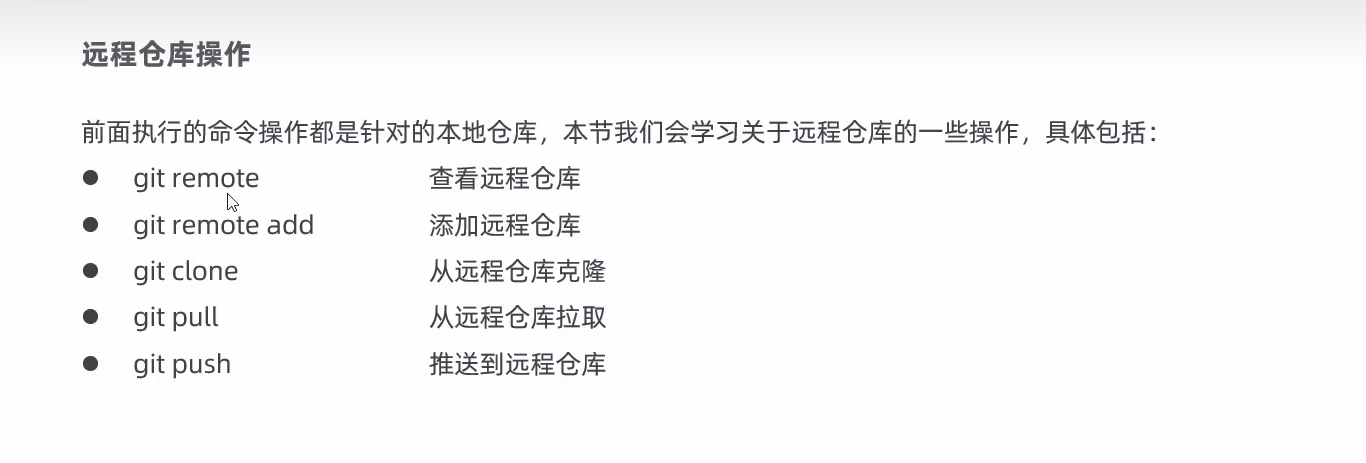 远程仓库操作
前面执行的命令操作都是针对的本地仓库，本节我们会学习关于远程仓库的一些操作，具体包括：
● git remote 查看远程仓库
● git remote add 添加远程仓库
● git clone 从远程仓库克隆
● git pull 从远程仓库拉取
● git push 推送到远程仓库